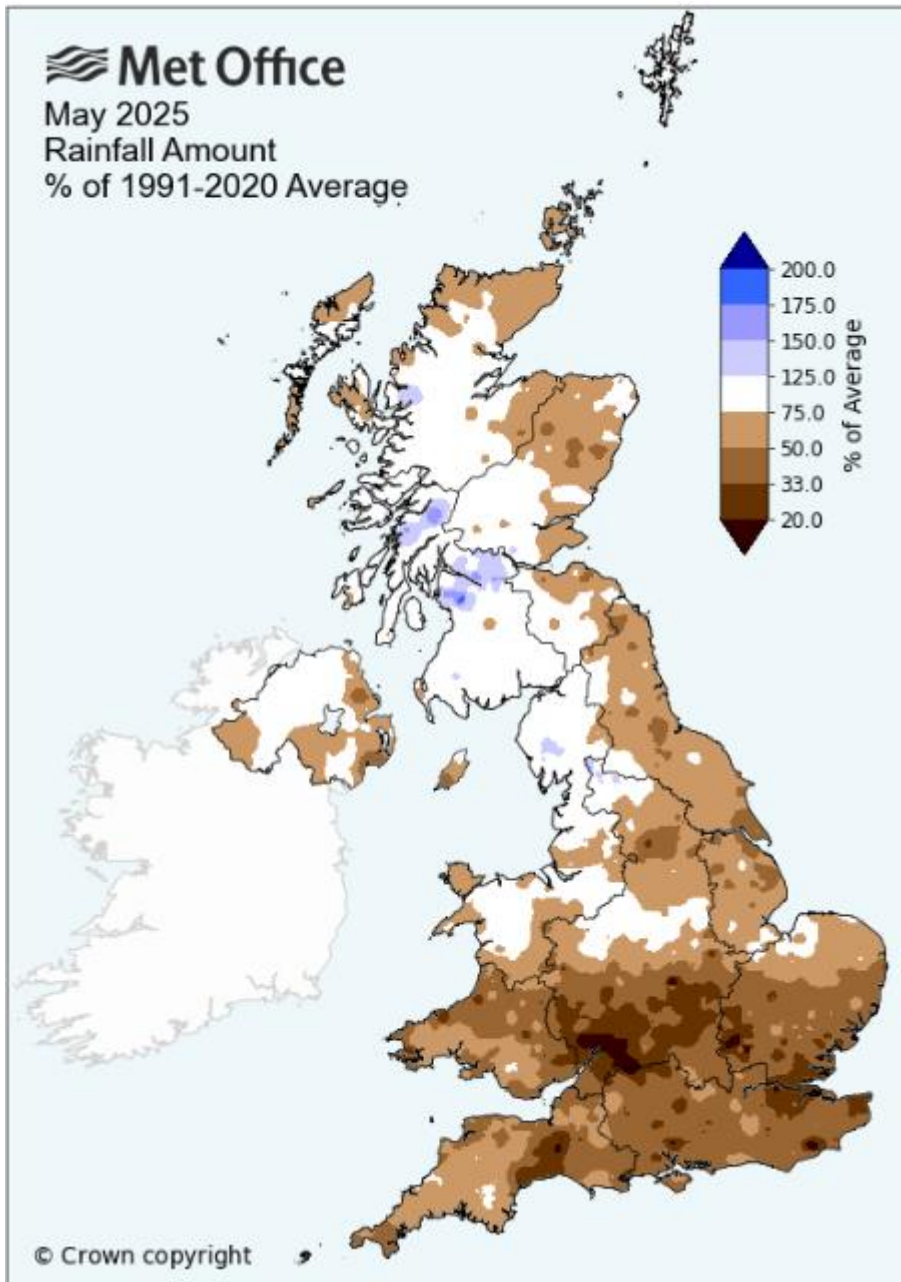 Met Office
May 2025
Rainfall Amount
% of 1991-2020 Average
200.0
175.0
150.0
125.0
75.0
50.0
33.0
20.0
% of Average
© Crown copyright